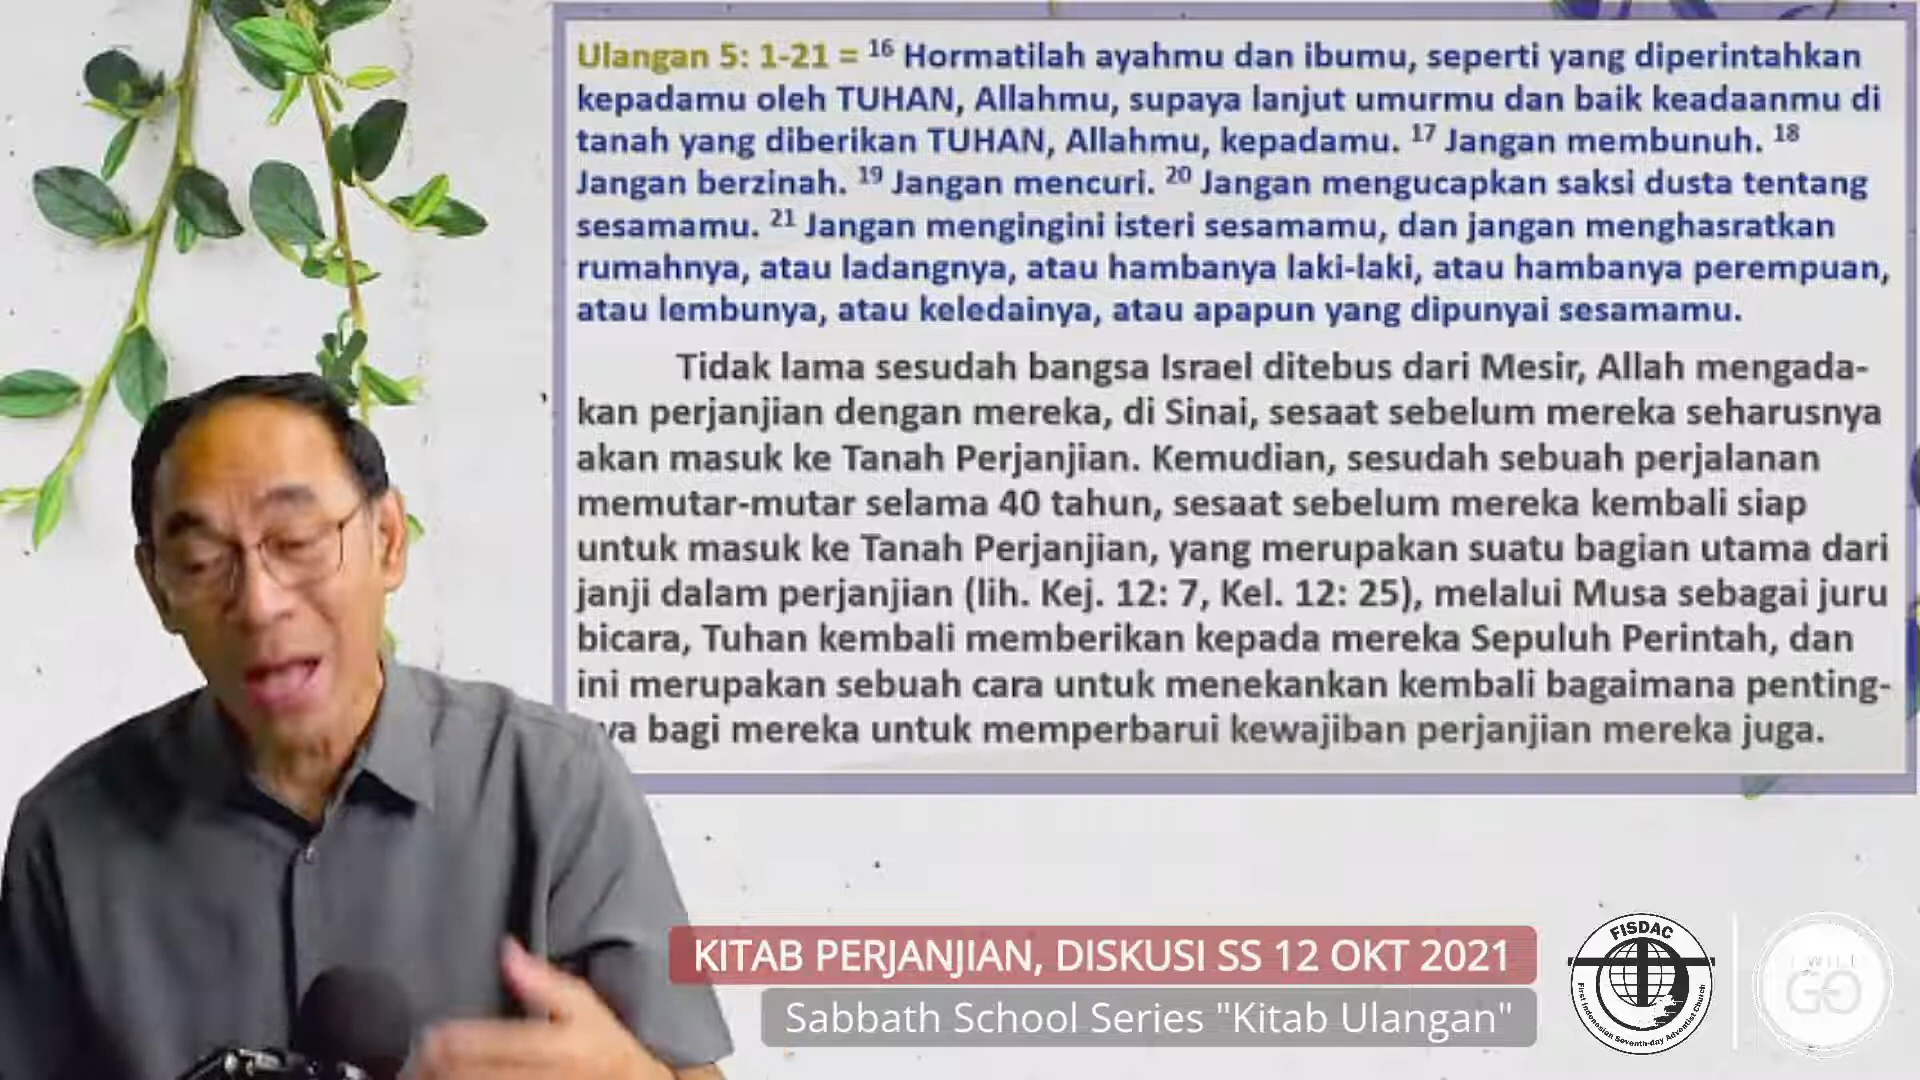 Ulangan 5: 1-21 = 16 Hormatilah ayahmu dan ibumu, seperti yang diperintahkan
kepadamu oleh TUHAN, Allahmu, supaya lanjut umurmu dan baik keadaanmu di
tanah yang diberikan TUHAN, Allahmu, kepadamu. 17 Jangan membunuh. 18
Jangan berzinah. 19 Jangan mencuri. 20 Jangan mengucapkan saksi dusta tentang
sesamamu. 21 Jangan mengingini isteri sesamamu, dan jangan menghasratkan
rumahnya, atau ladangnya, atau hambanya laki-laki, atau hambanya perempuan,
atau lembunya, atau keledainya, atau apapun yang dipunyai sesamamu.
Tidak lama sesudah bangsa Israel ditebus dari Mesir, Allah mengada-
kan perjanjian dengan mereka, di Sinai, sesaat sebelum mereka seharusnya
akan masuk ke Tanah Perjanjian. Kemudian, sesudah sebuah perjalanan
memutar-mutar selama 40 tahun, sesaat sebelum mereka kembali siap
untuk masuk ke Tanah Perjanjian, yang merupakan suatu bagian utama dari
janji dalam perjanjian (lih. Kej. 12: 7, Kel. 12: 25), melalui Musa sebagai juru
bicara, Tuhan kembali memberikan kepada mereka Sepuluh Perintah, dan
ini merupakan sebuah cara untuk menekankan kembali bagaimana penting-
ya bagi mereka untuk memperbarui kewajiban perjanjian mereka juga.
KITAB PERJANJIAN, DISKUSI SS 12 OKT 2021
Sabbath School Series "Kitab Ulangan"
FISDAC
First Indonesian Seventh-day Adventist Church
I WILL
GO